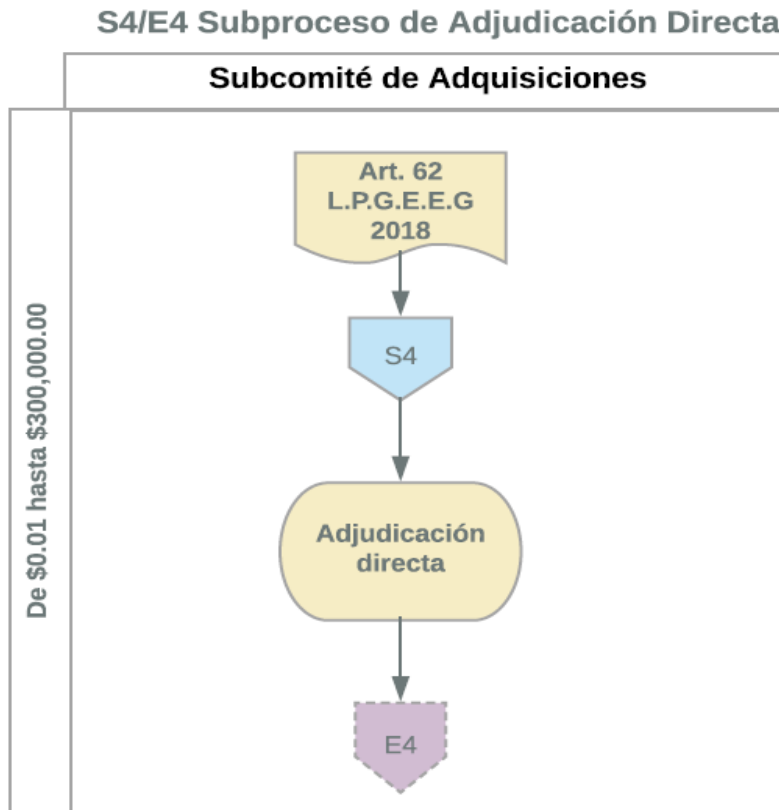 S4/E4 Subproceso de Adjudicación Directa
Subcomité de Adquisiciones
De $0.01 hasta $300,000.00
Art. 62
L.P.G.E.E.G
2018
S4
Adjudicación
directa
E4